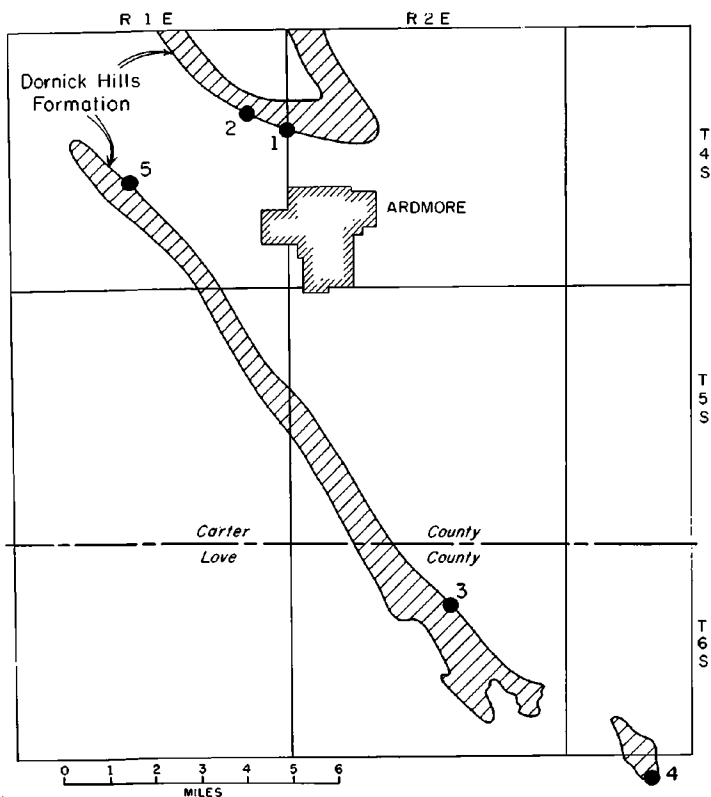 R 1 E
R 2 E
Dornick Hills
Formation
2
1
5
T
4
S
ARDMORE
T
5
S
Carter
County
Love
County
3
T
6
S
4
0 1 2 3 4 5 6
MILES